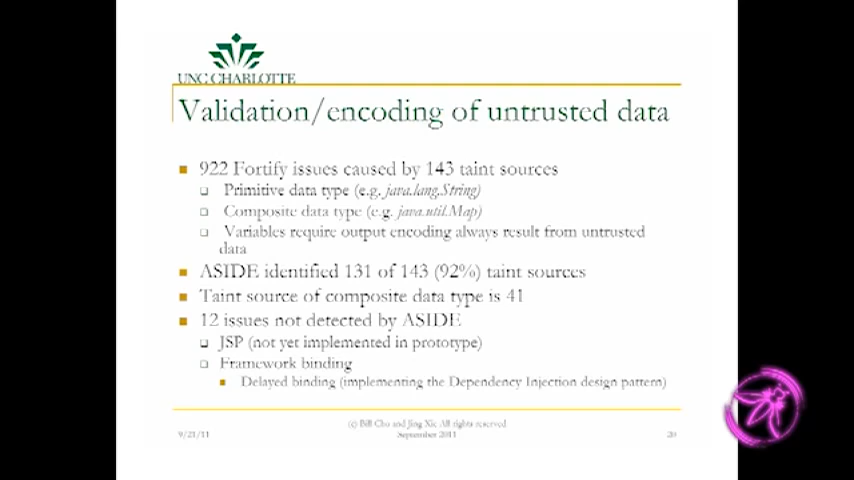 UNC CHARLOTTE
Validation/encoding of untrusted data
922 Fortify issues caused by 143 taint sources
Primitive data type (e.g. java.lang.String)
Composite data type (e.g. java.util.Map)
Variables require output encoding always result from untrusted
data
ASIDE identified 131 of 143 (92%) taint sources
Taint source of composite data type is 41
12 issues not detected by ASIDE
JSP (not yet implemented in prototype)
Framework binding
Delayed binding (implementing the Dependency Injection design pattern)
(c) Bill Chu and Jing Xie All rights reserved
9/21/11
September 2011
20